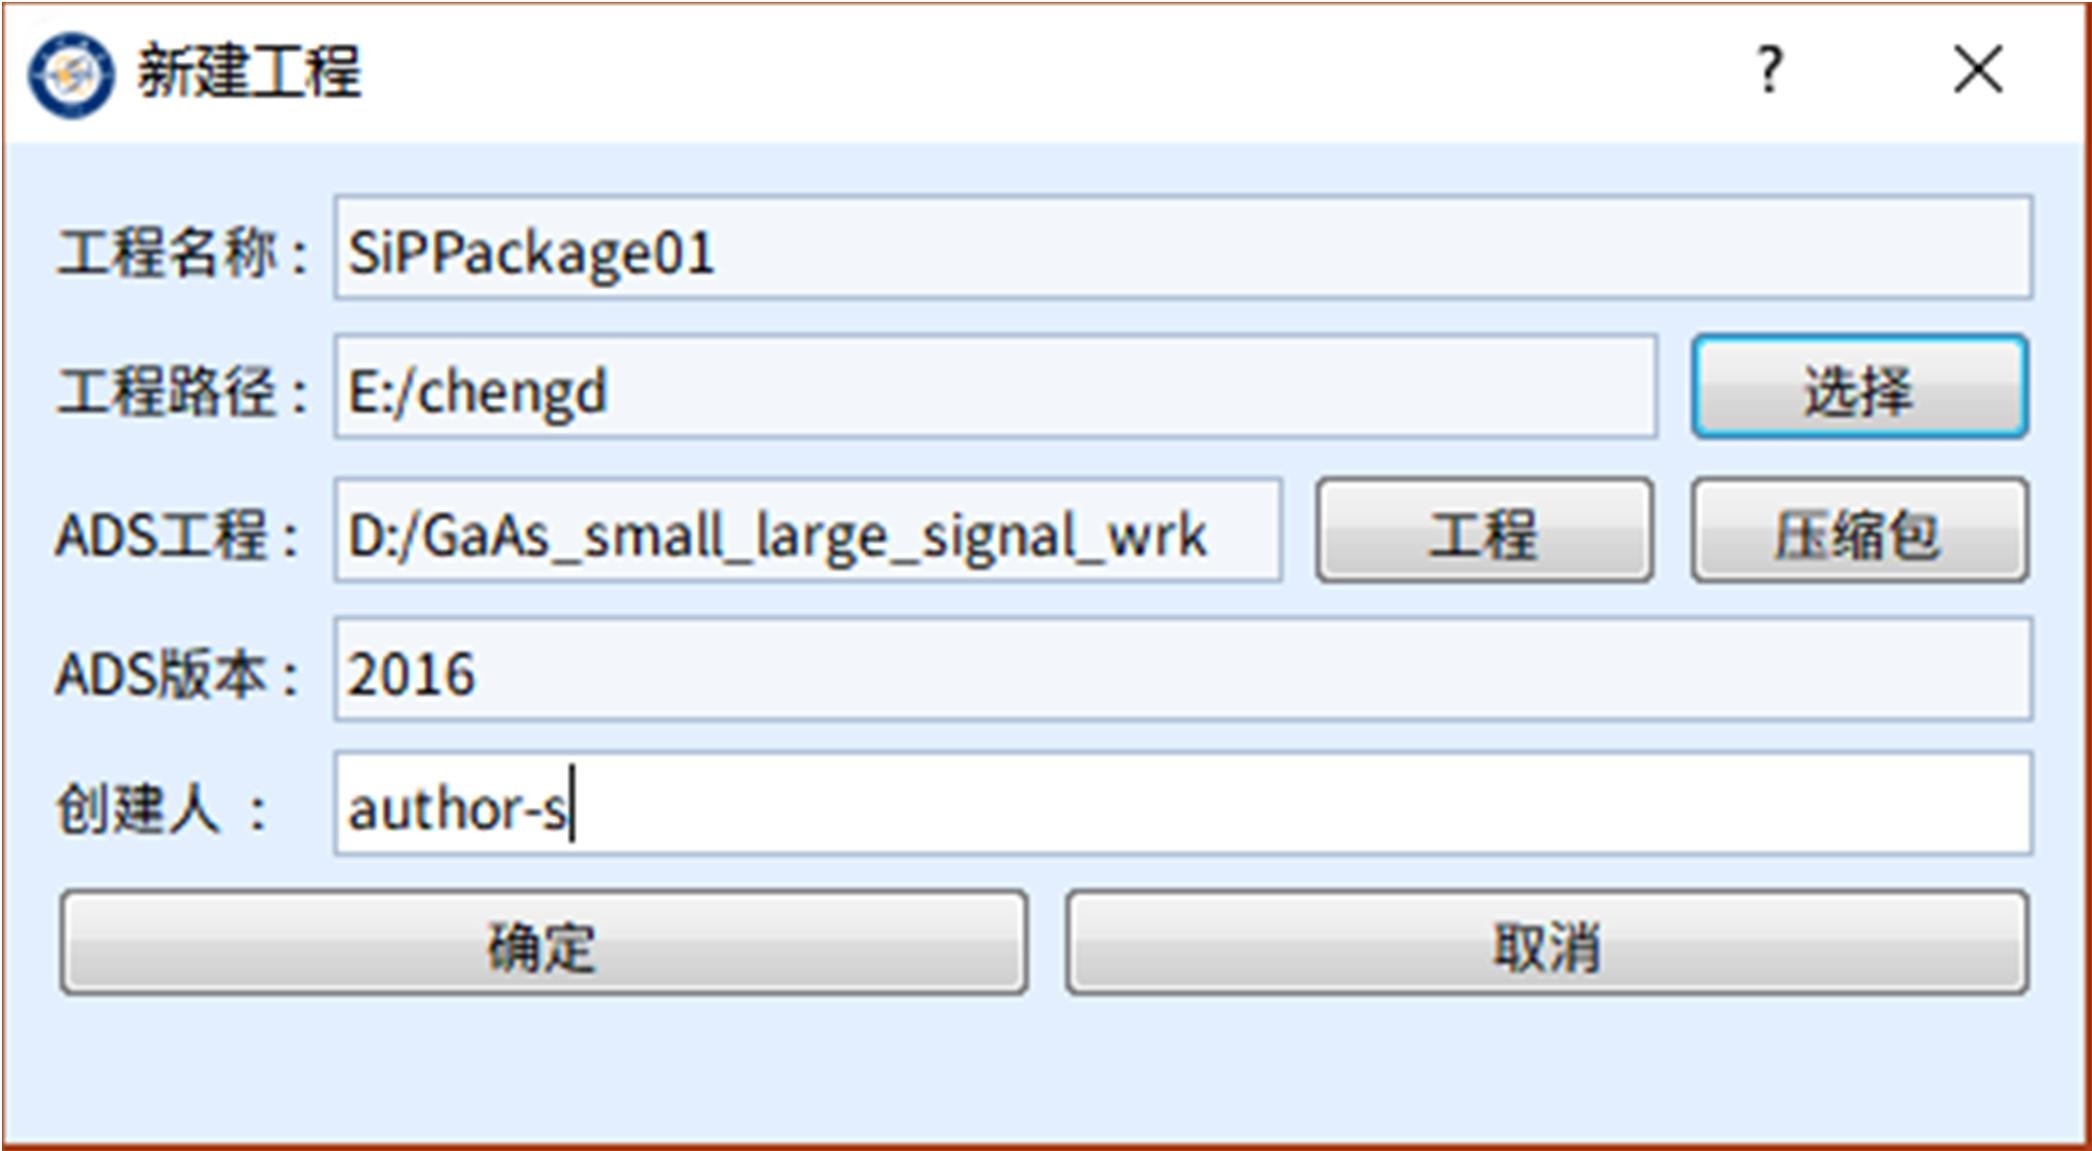 新建工程 ?
工程名称： SiPPackage01
工程路径： E:/chengd 选择
ADS工程： D:/GaAs_small_large_signal_wrk 工程 压缩包
ADS版本： 2016
创建人 ： author-s
确定 取消